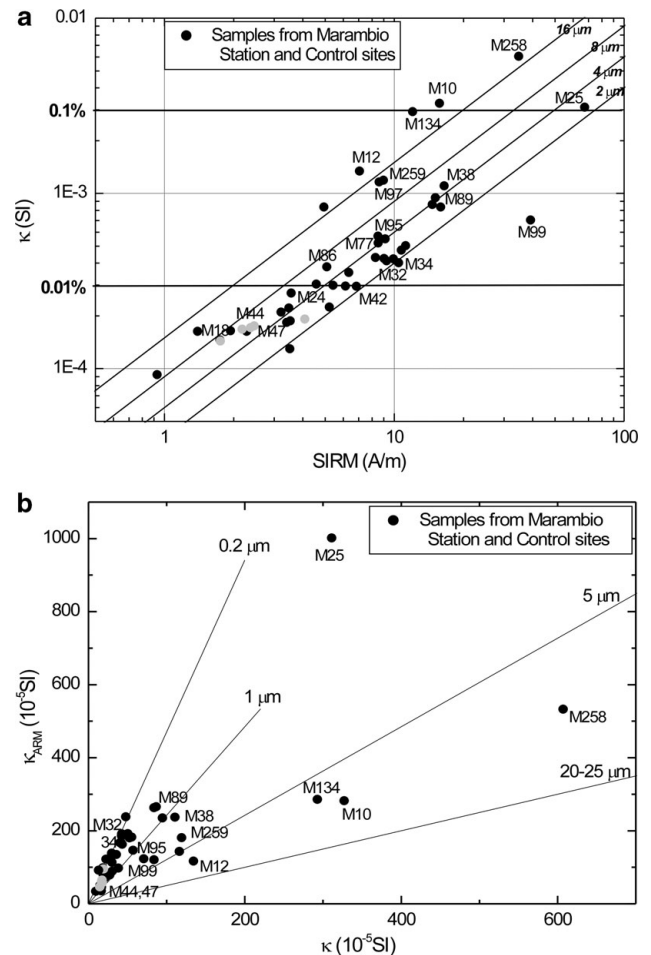 a
Samples from Marambio
Station and Control sites
0.01
0.1%
1E-3
0.01%
1E-4
κ (SI)
16 μm
8 μm
4 μm
2 μm
M258
M10
M134
M25
M12
M259
M97
M38
M89
M99
M95
M77
M86
M34
M32
M24
M42
M44
M18
M47
1
10
100
SIRM (A/m)
b
Samples from Marambio
Station and Control sites
1000
800
600
400
200
0
κARM (10-5SI)
0.2 μm
M25
5 μm
1 μm
M258
20-25 μm
M134
M10
M89
M32
M38
M259
34
M95
M99
M12
M44,47
0
200
400
600
κ (10-5SI)